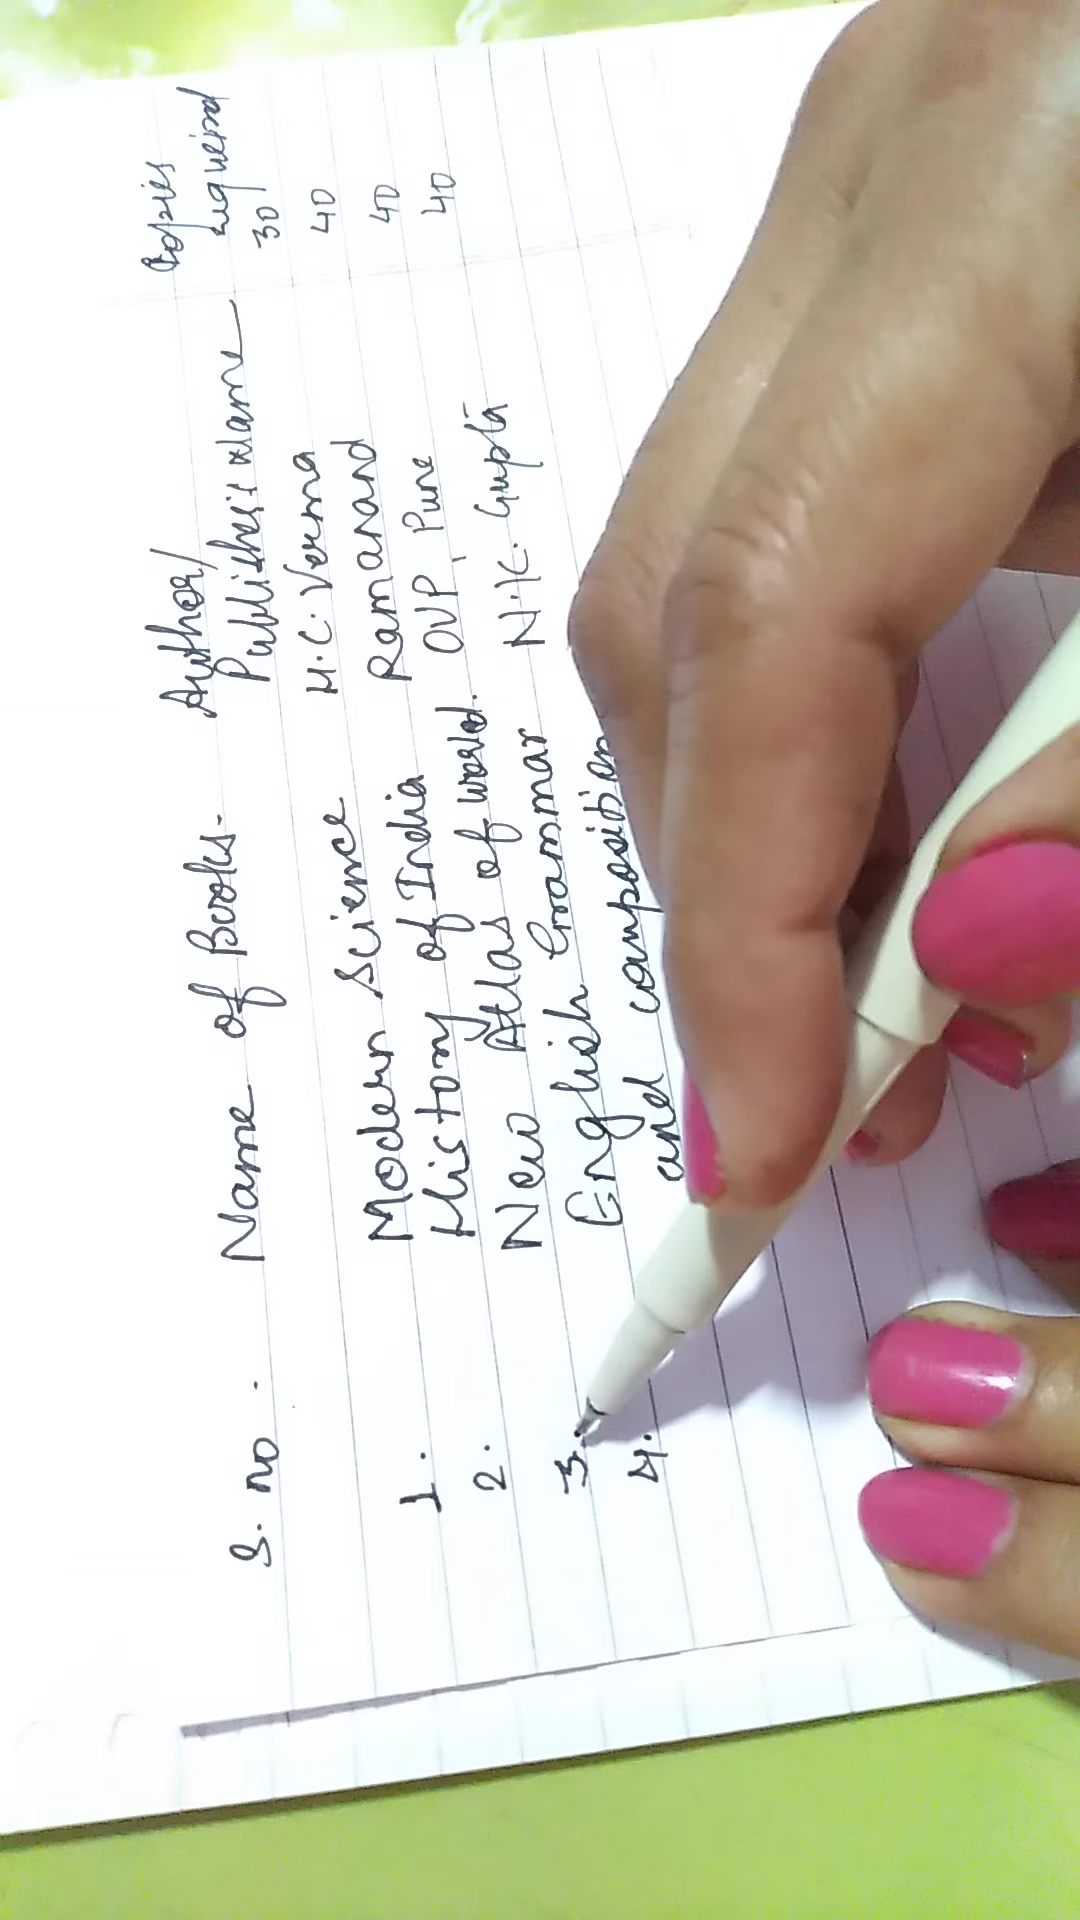 S. no. Name of Books. Author/ Copies
Publisher's Name required
1. Modern Science H.C. Verma 30
2. History of India Ramanand 40
3. New Atlas of world. OVP, Pune 40
4. English Grammar N.K. Gupta 40
and composition